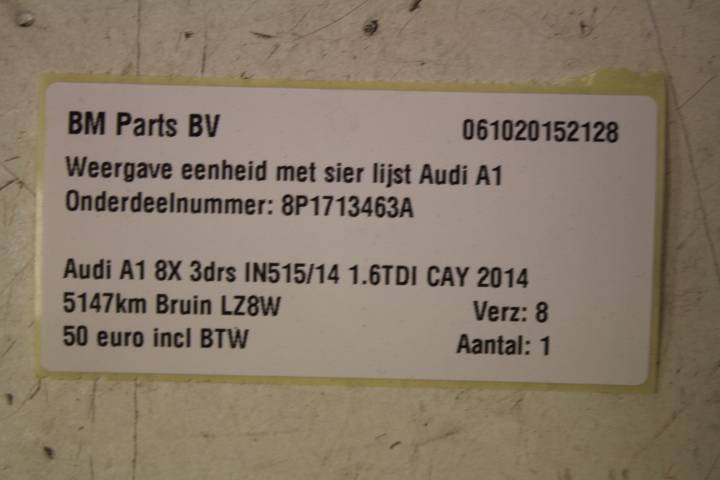 BM Parts BV 061020152128
Weergave eenheid met sier lijst Audi A1
Onderdeelnummer: 8P1713463A
Audi A1 8X 3drs IN515/14 1.6TDI CAY 2014
5147km Bruin LZ8W Verz: 8
50 euro incl BTW Aantal: 1